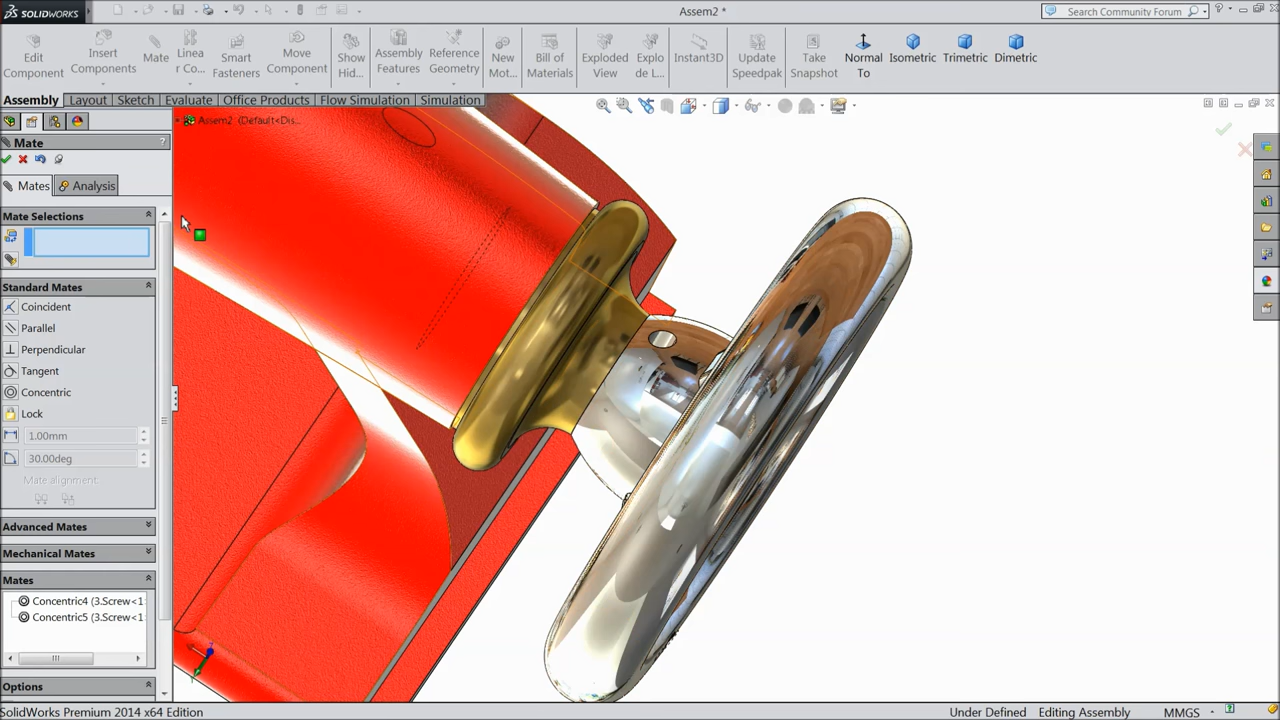 SOLIDWORKS
Assem2 *
Search Community Forum
Edit Component
Insert Components
Mate
Linea r Co...
Smart Fasteners
Move Component
Show Hid...
Assembly Features
Reference Geometry
New Mot...
Bill of Materials
Exploded View
Explo de L...
Instant3D
Update Speedpak
Take Snapshot
Normal To
Isometric
Trimetric
Dimetric
Assembly
Layout
Sketch
Evaluate
Office Products
Flow Simulation
Simulation
Assem2 (Default<Dis...
Mate
?
Mates
Analysis
Mate Selections
Standard Mates
Coincident
Parallel
Perpendicular
Tangent
Concentric
Lock
1.00mm
30.00deg
Mate alignment:
Advanced Mates
Mechanical Mates
Mates
Concentric4 (3.Screw<1
Concentric5 (3.Screw<1
Options
SolidWorks Premium 2014 x64 Edition
Under Defined
Editing Assembly
MMGS